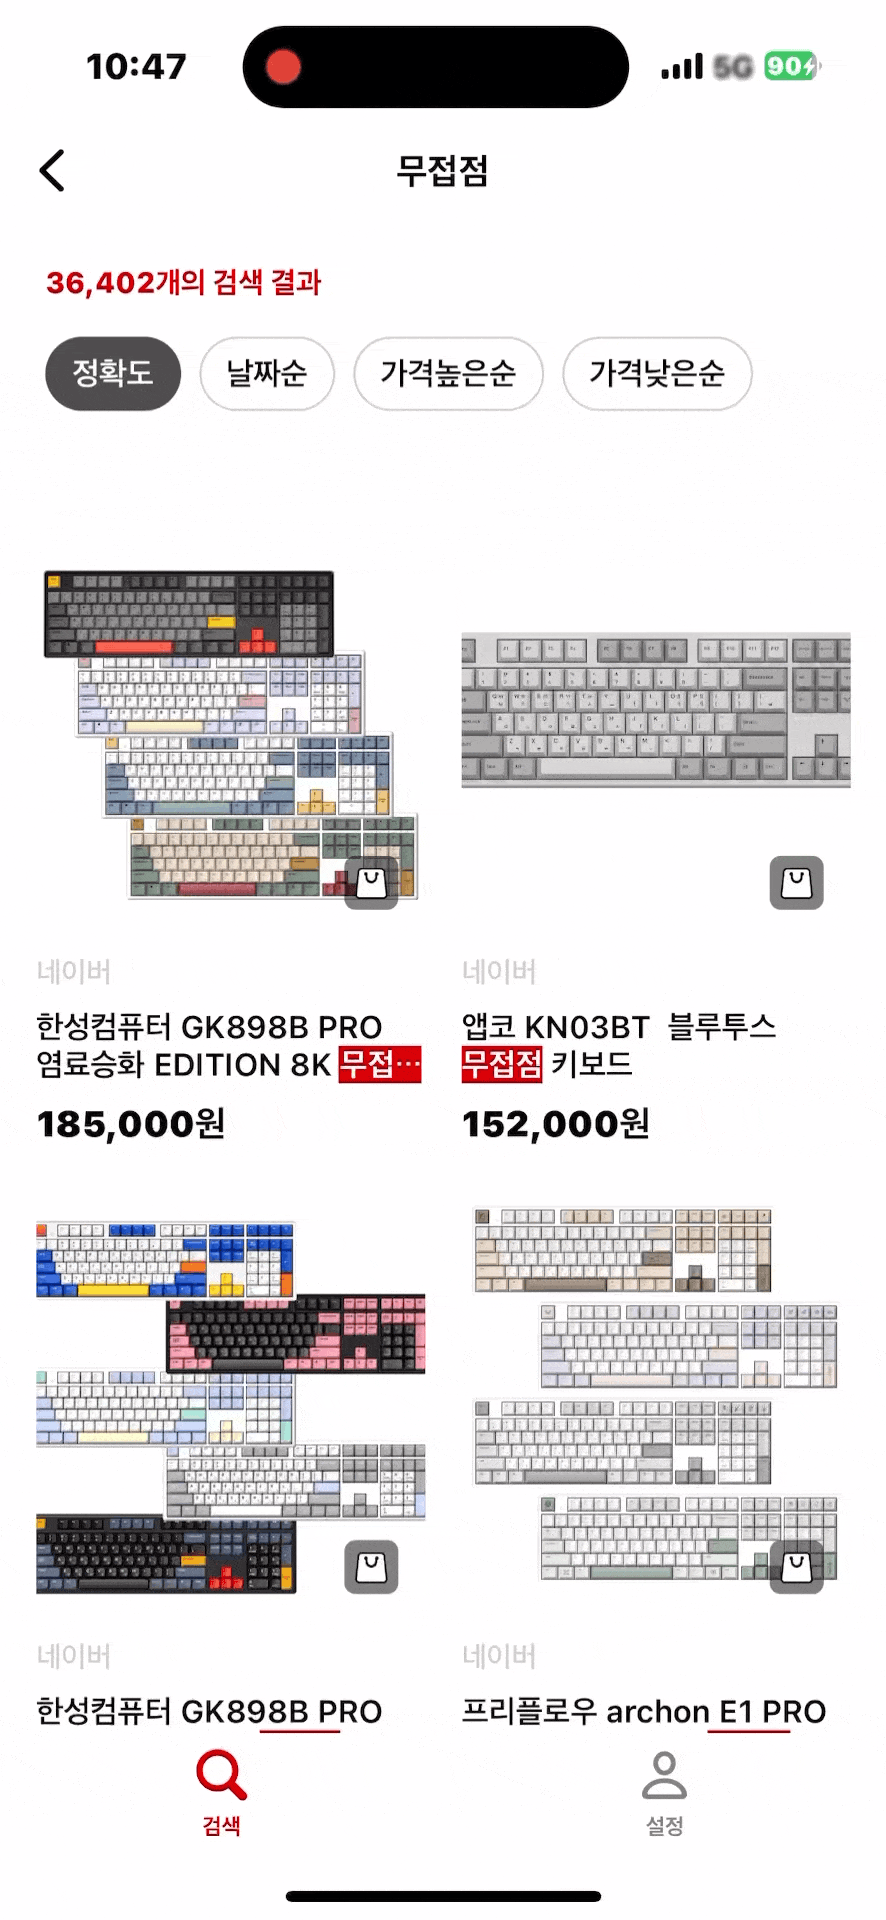 10:47
5G
90
무접점
36,402개의 검색 결과
정확도 날짜순 가격높은순 가격낮은순
네이버
한성컴퓨터 GK898B PRO
염료승화 EDITION 8K 무접…
185,000원
네이버
앱코 KN03BT 블루투스
무접점 키보드
152,000원
네이버
한성컴퓨터 GK898B PRO
네이버
프리플로우 archon E1 PRO
검색
설정